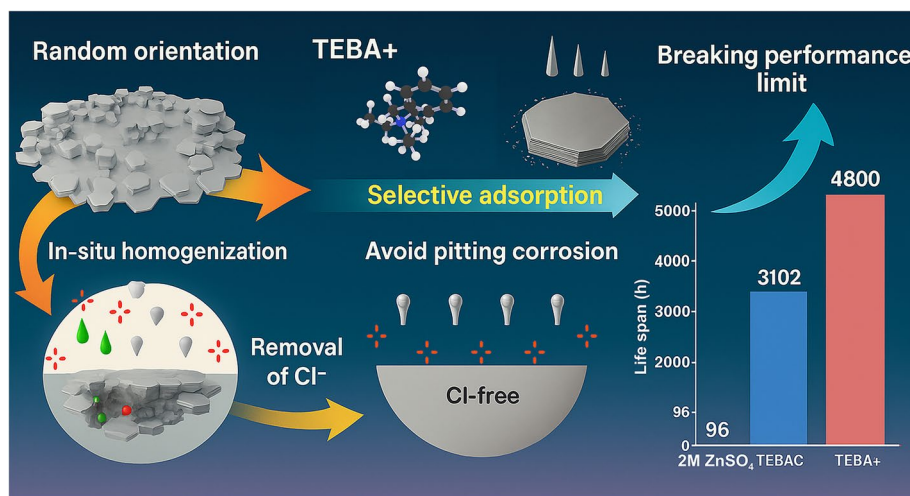 Random orientation
TEBA+
Breaking performance
limit
Selective adsorption
In-situ homogenization
Avoid pitting corrosion
Removal
of Cl⁻
Cl-free
Life span (h)
5000
4000
3000
2000
96
0
96
3102
4800
2M ZnSO₄
TEBAC
TEBA+